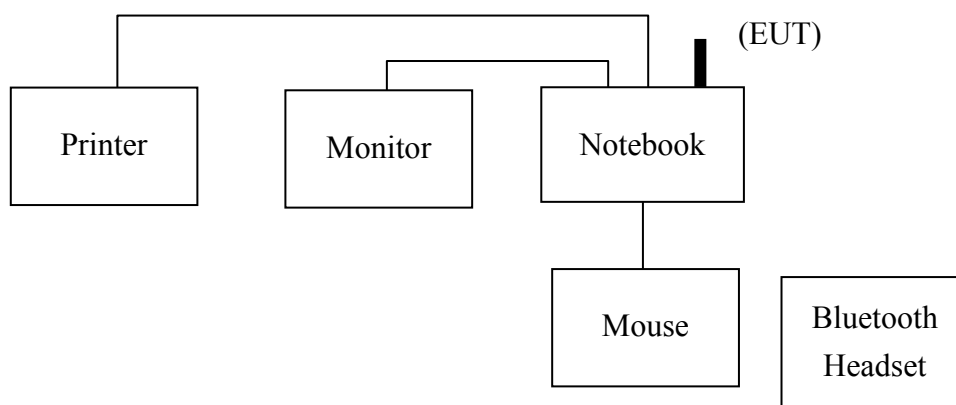 (EUT)
Printer
Monitor
Notebook
Mouse
Bluetooth
Headset